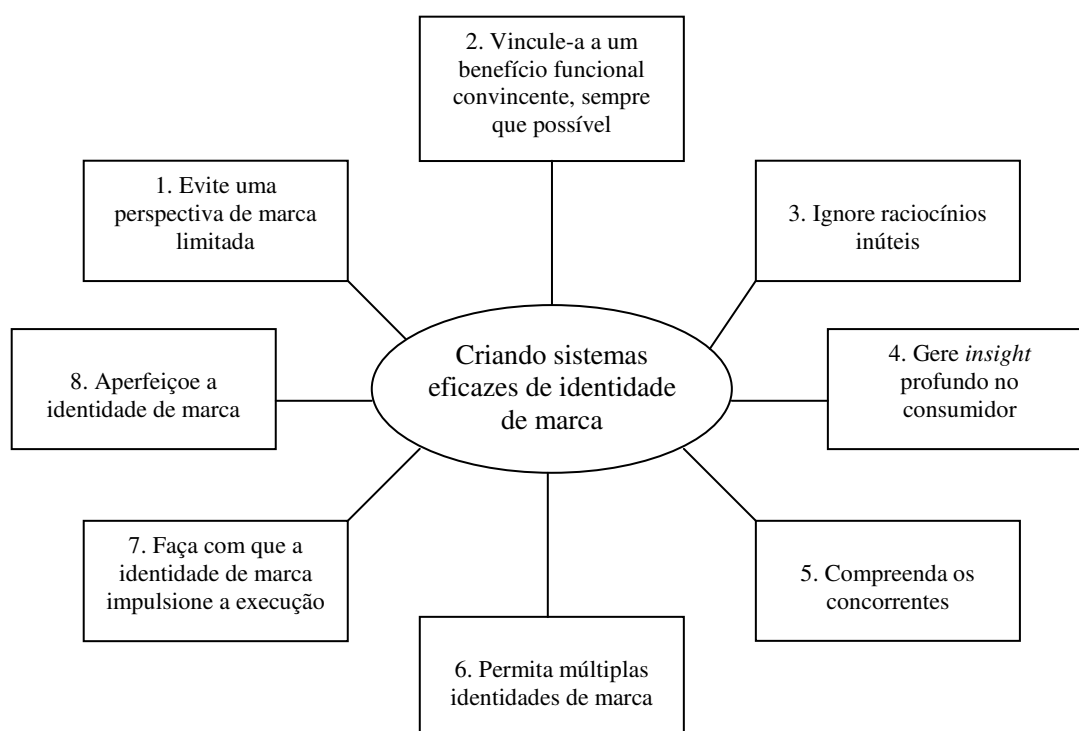 2. Vincule-a a um
benefício funcional
convincente, sempre
que possível
1. Evite uma
perspectiva de marca
limitada
3. Ignore raciocínios
inúteis
Criando sistemas
eficazes de identidade
de marca
4. Gere insight
profundo no
consumidor
8. Aperfeiçoe a
identidade de marca
7. Faça com que a
identidade de marca
impulsione a execução
5. Compreenda os
concorrentes
6. Permita múltiplas
identidades de marca